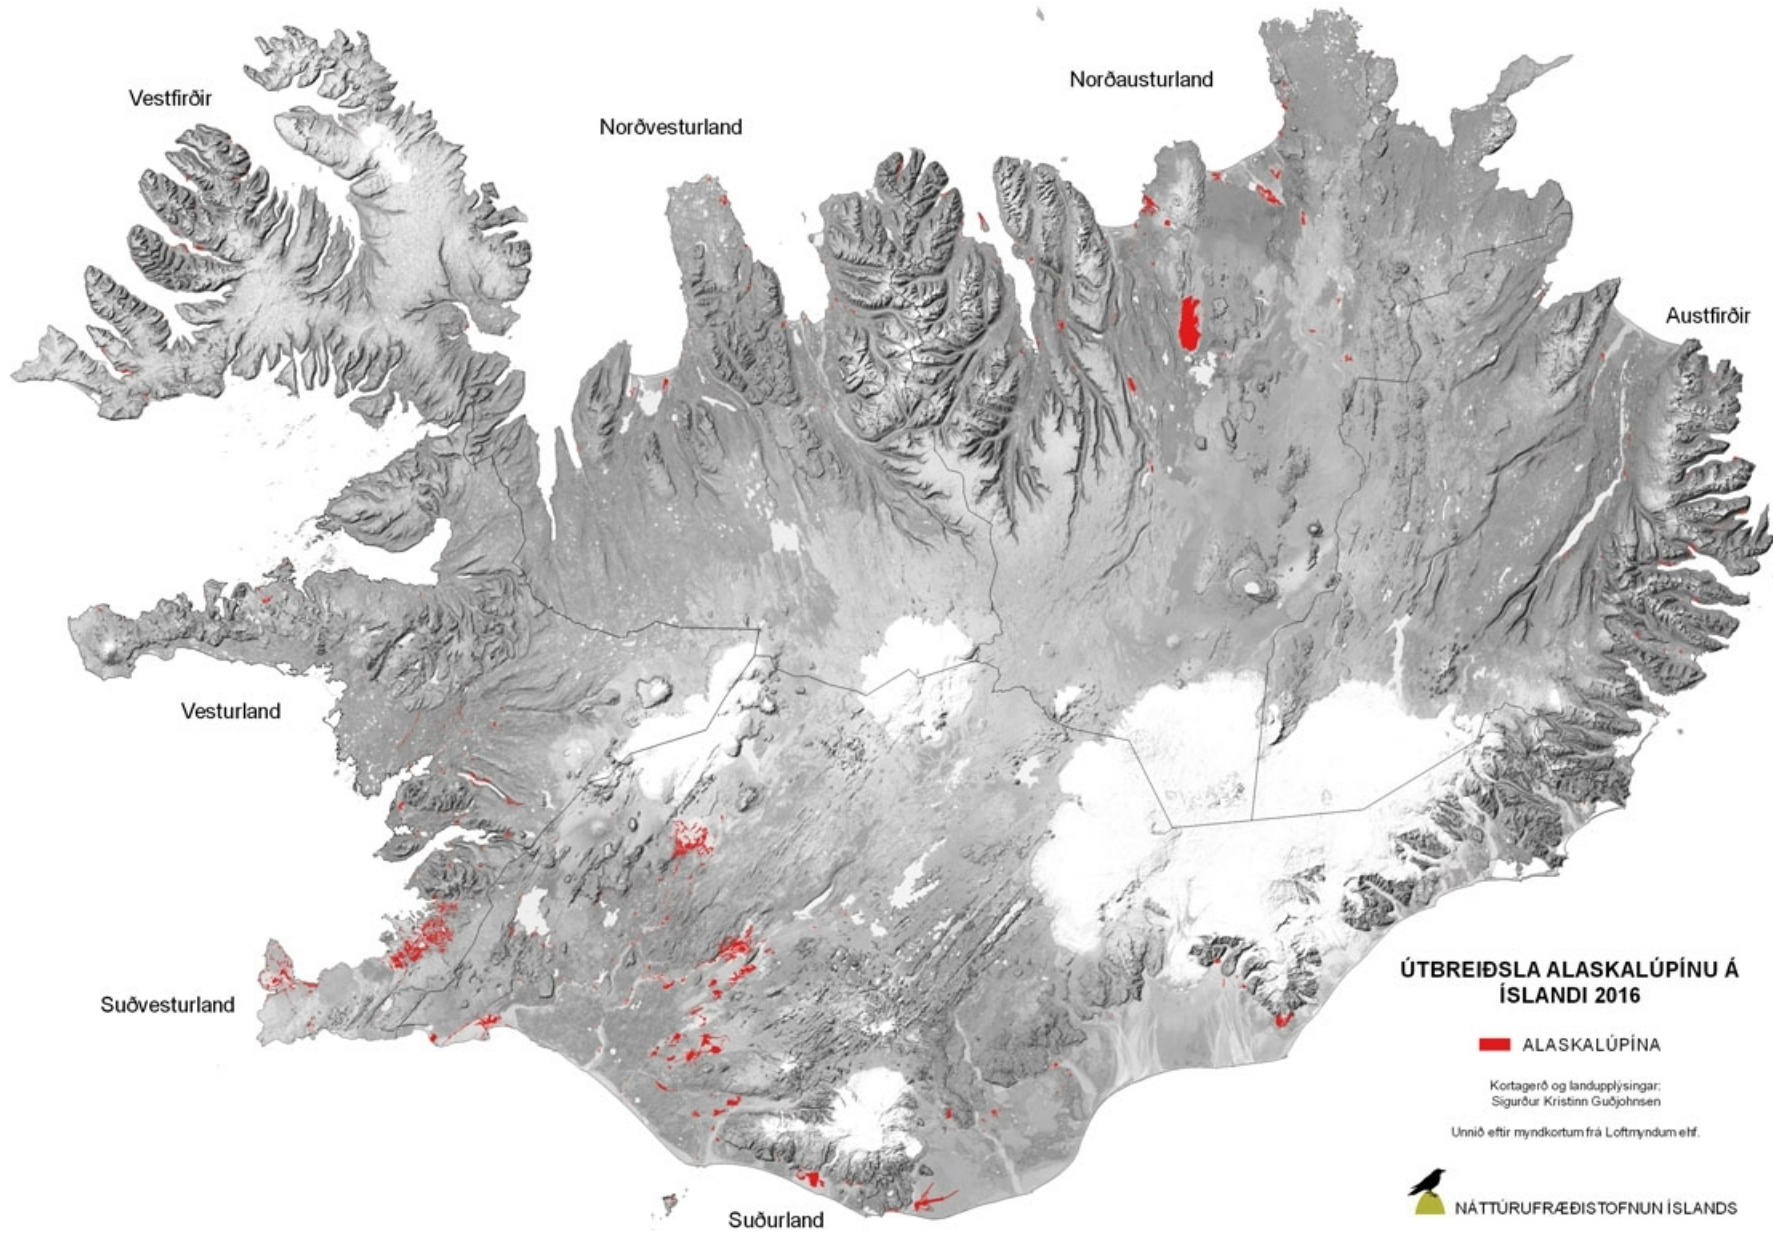 Vestfirðir
Norðvesturland
Norðausturland
Austfirðir
Vesturland
Suðvesturland
Suðurland
ÚTBREIÐSLA ALASKALÚPÍNU Á
ÍSLANDI 2016
ALASKALÚPÍNA
Kortagerð og landupplýsingar:
Sigurður Kristinn Guðjohnsen
Unnið eftir myndkortum frá Loftmyndum ehf.
NÁTTÚRUFRÆÐISTOFNUN ÍSLANDS